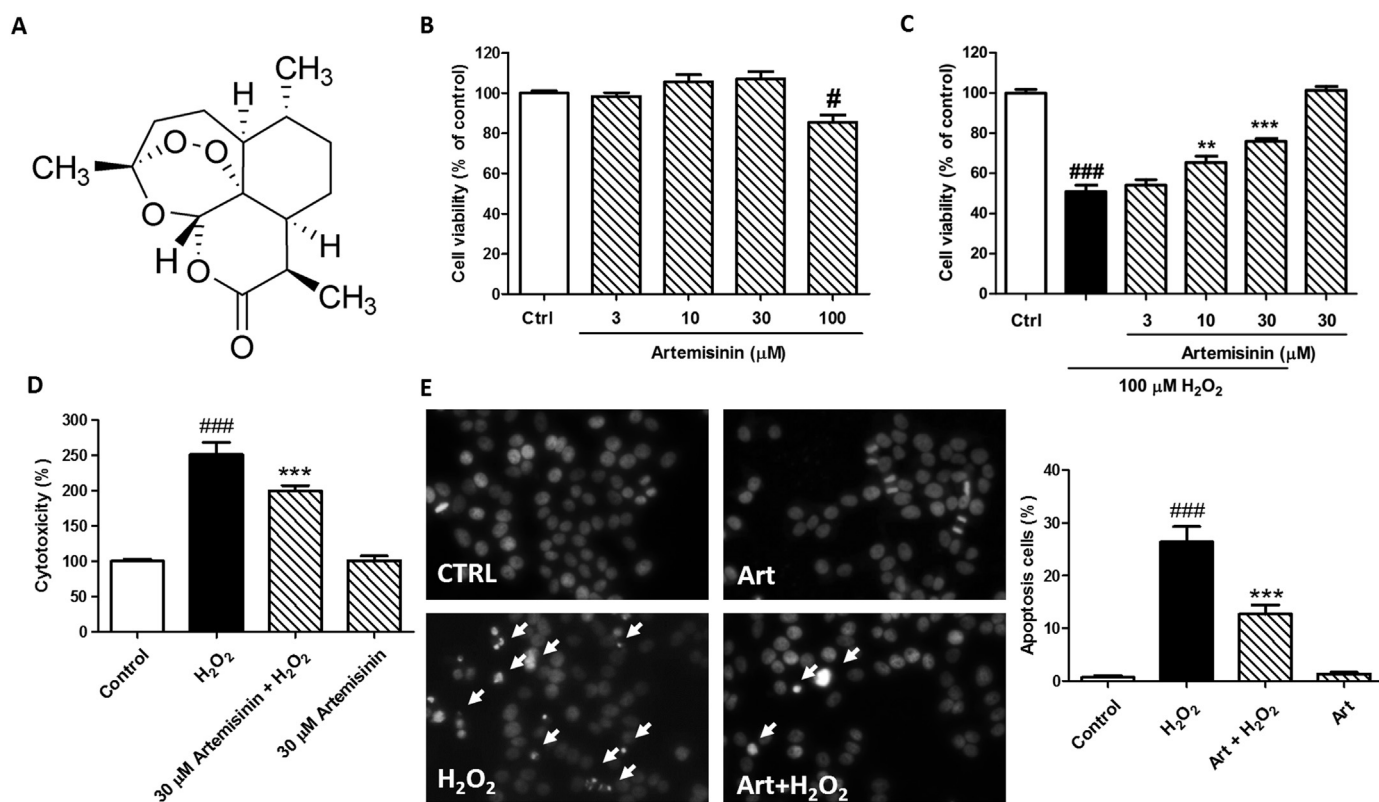 A
CH3
H
O
O
CH3
O
H
O
H
CH3
O
B
Cell viability (% of control)
120
100
80
60
40
20
0
#
Ctrl 3 10 30 100
Artemisinin (μM)
C
Cell viability (% of control)
120
100
80
60
40
20
0
###
**
***
Ctrl 3 10 30 30
Artemisinin (μM)
100 μM H2O2
D
Cytotoxicity (%)
300
250
200
150
100
50
0
###
***
Control
H2O2
30 μM Artemisinin + H2O2
30 μM Artemisinin
E
CTRL
Art
H2O2
Art+H2O2
Apoptosis cells (%)
40
30
20
10
0
###
***
Control
H2O2
Art + H2O2
Art